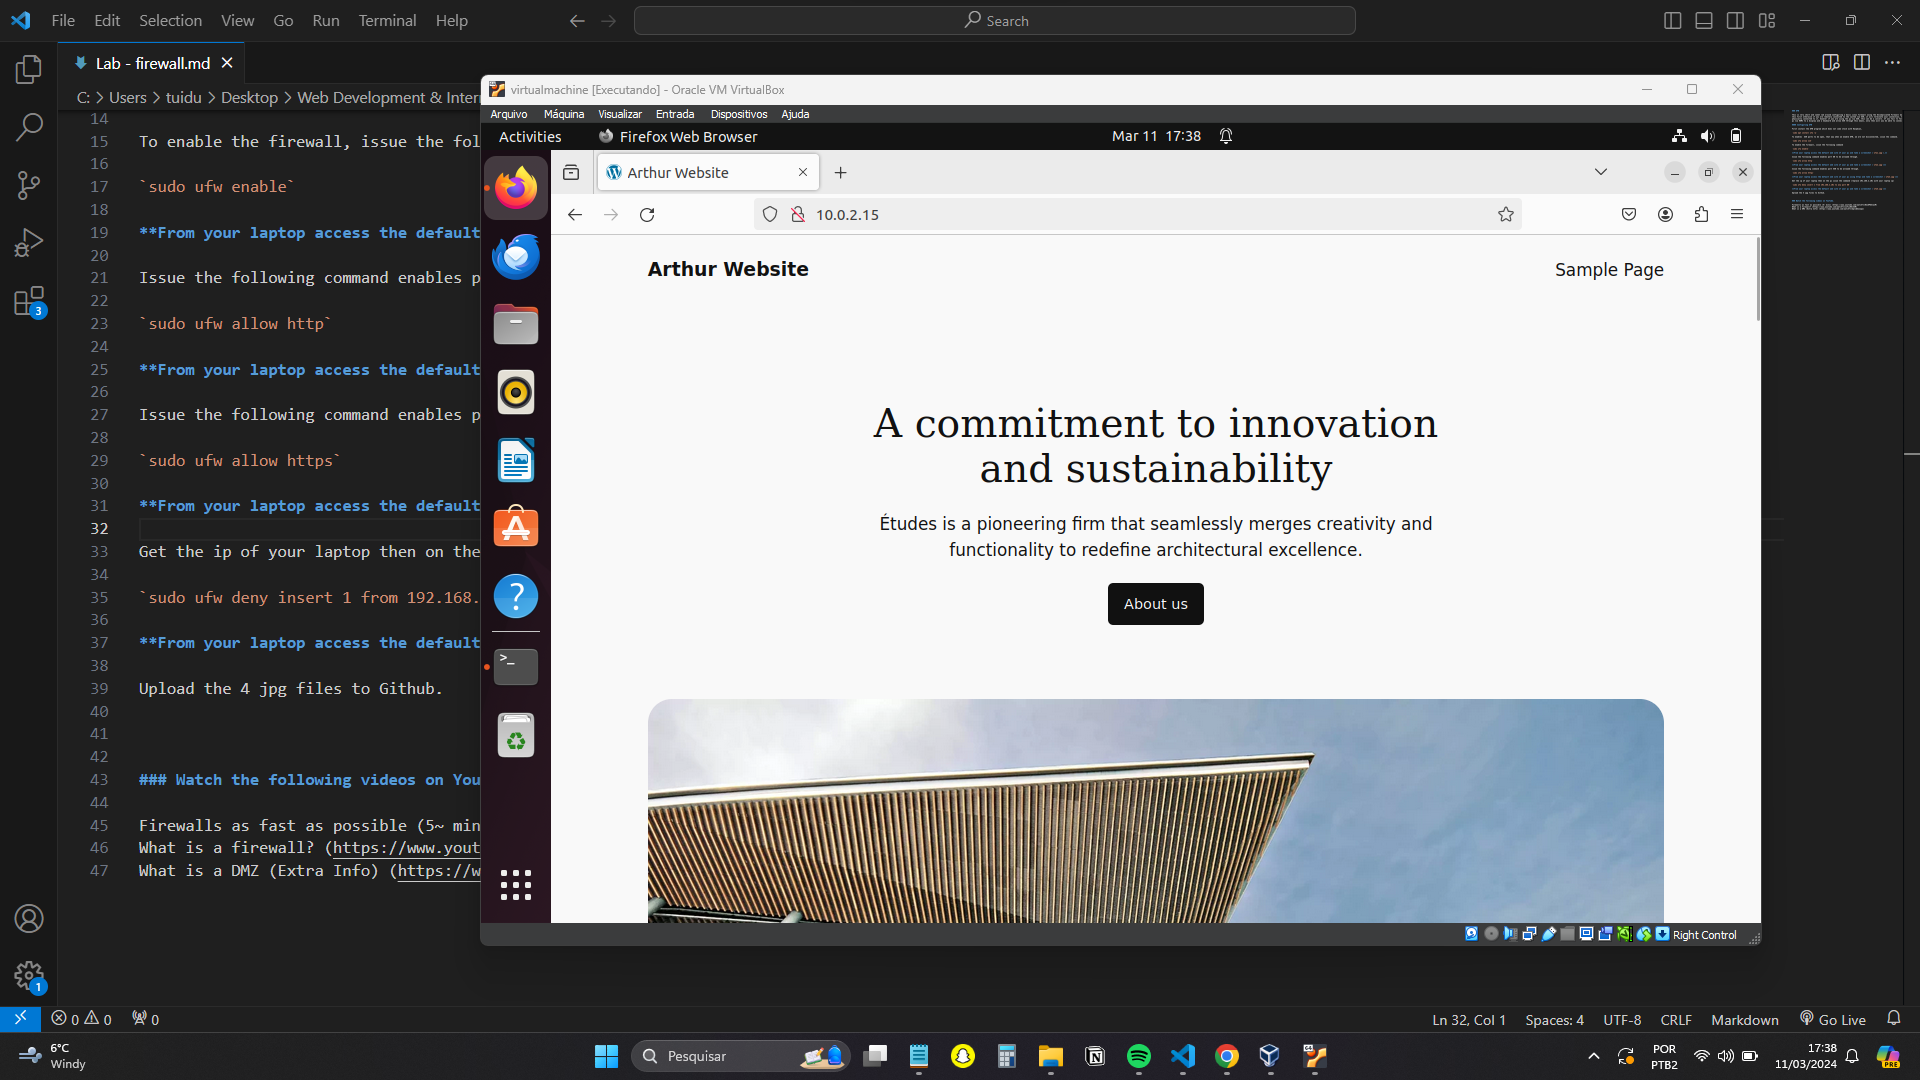 File Edit Selection View Go Run Terminal Help
Search
Lab - firewall.md
C: > Users > tuidu > Desktop > Web Development & Inter
14
15 To enable the firewall, issue the fol
16
17 `sudo ufw enable`
18
19 **From your laptop access the default
20
21 Issue the following command enables p
22
23 `sudo ufw allow http`
24
25 **From your laptop access the default
26
27 Issue the following command enables p
28
29 `sudo ufw allow https`
30
31 **From your laptop access the default
32
33 Get the ip of your laptop then on the
34
35 `sudo ufw deny insert 1 from 192.168.
36
37 **From your laptop access the default
38
39 Upload the 4 jpg files to Github.
40
41
42
43 ### Watch the following videos on You
44
45 Firewalls as fast as possible (5~ min
46 What is a firewall? (https://www.yout
47 What is a DMZ (Extra Info) (https://w
3
1
virtualmachine [Executando] - Oracle VM VirtualBox
Arquivo Máquina Visualizar Entrada Dispositivos Ajuda
Activities Firefox Web Browser Mar 11 17:38
Arthur Website
10.0.2.15
Arthur Website Sample Page
A commitment to innovation
and sustainability
Études is a pioneering firm that seamlessly merges creativity and
functionality to redefine architectural excellence.
About us
Right Control
0 0 0
Ln 32, Col 1 Spaces: 4 UTF-8 CRLF Markdown Go Live
6°C
Windy
Pesquisar
POR
PTB2
17:38
11/03/2024
PRE